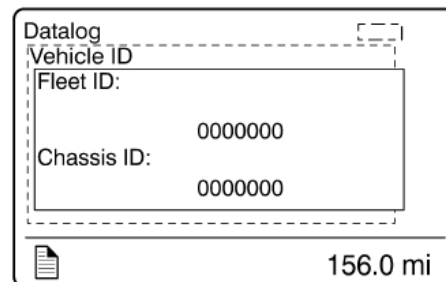 Datalog
Vehicle ID
Fleet ID:
0000000
Chassis ID:
0000000
156.0 mi